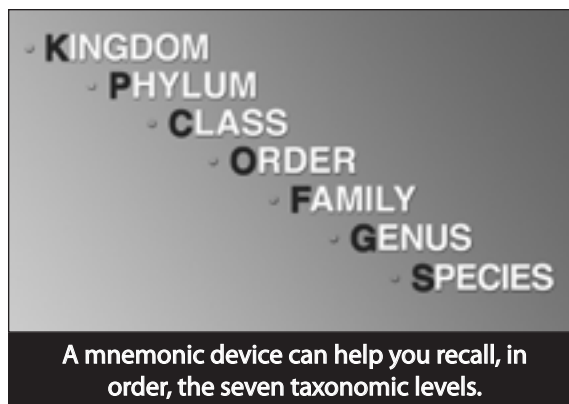 KINGDOM
PHYLUM
CLASS
ORDER
FAMILY
GENUS
SPECIES
A mnemonic device can help you recall, in
order, the seven taxonomic levels.